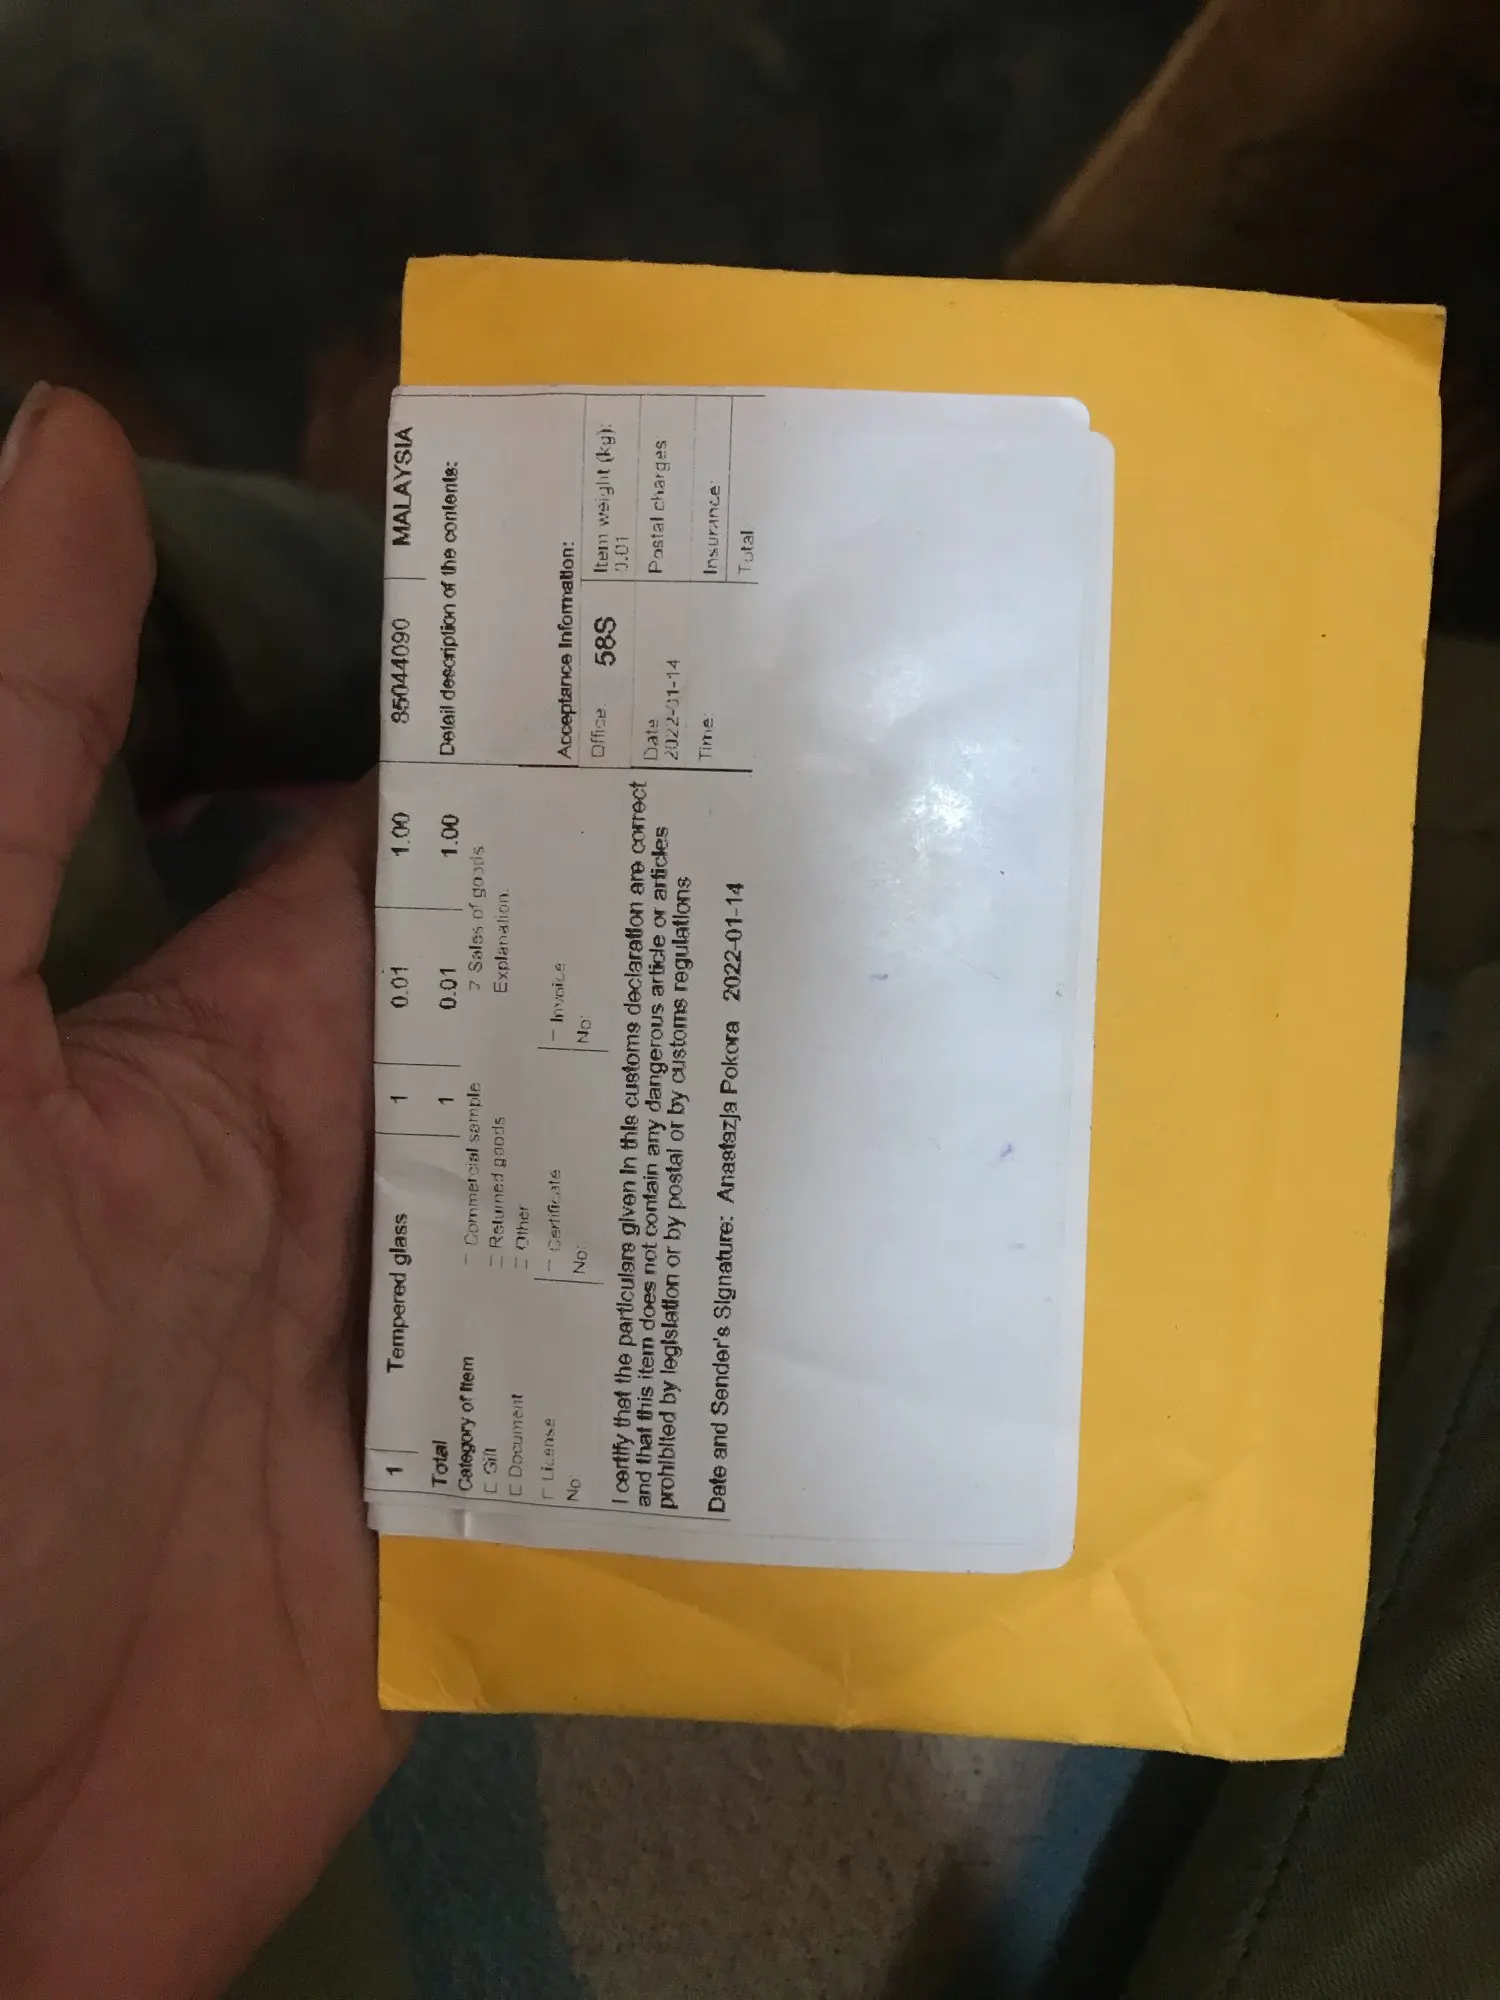 1 Tempered glass 1 0.01 1.00 85044090 MALAYSIA
Total 1 0.01 1.00 Detail description of the contents:
Category of Item
Gift Commercial sample 7 Sales of goods
Document Returned goods Explanation.
Other
License Certificate Invoice
No: No: No:
Acceptance Information:
Office. 58S Item weight (kg):
0.01
Date Postal charges
2022-01-14
Time: Insurance:
Total
I certify that the particulars given in this customs declaration are correct
and that this item does not contain any dangerous article or articles
prohibited by legislation or by postal or by customs regulations
Date and Sender's Signature: Anastazja Pokora 2022-01-14